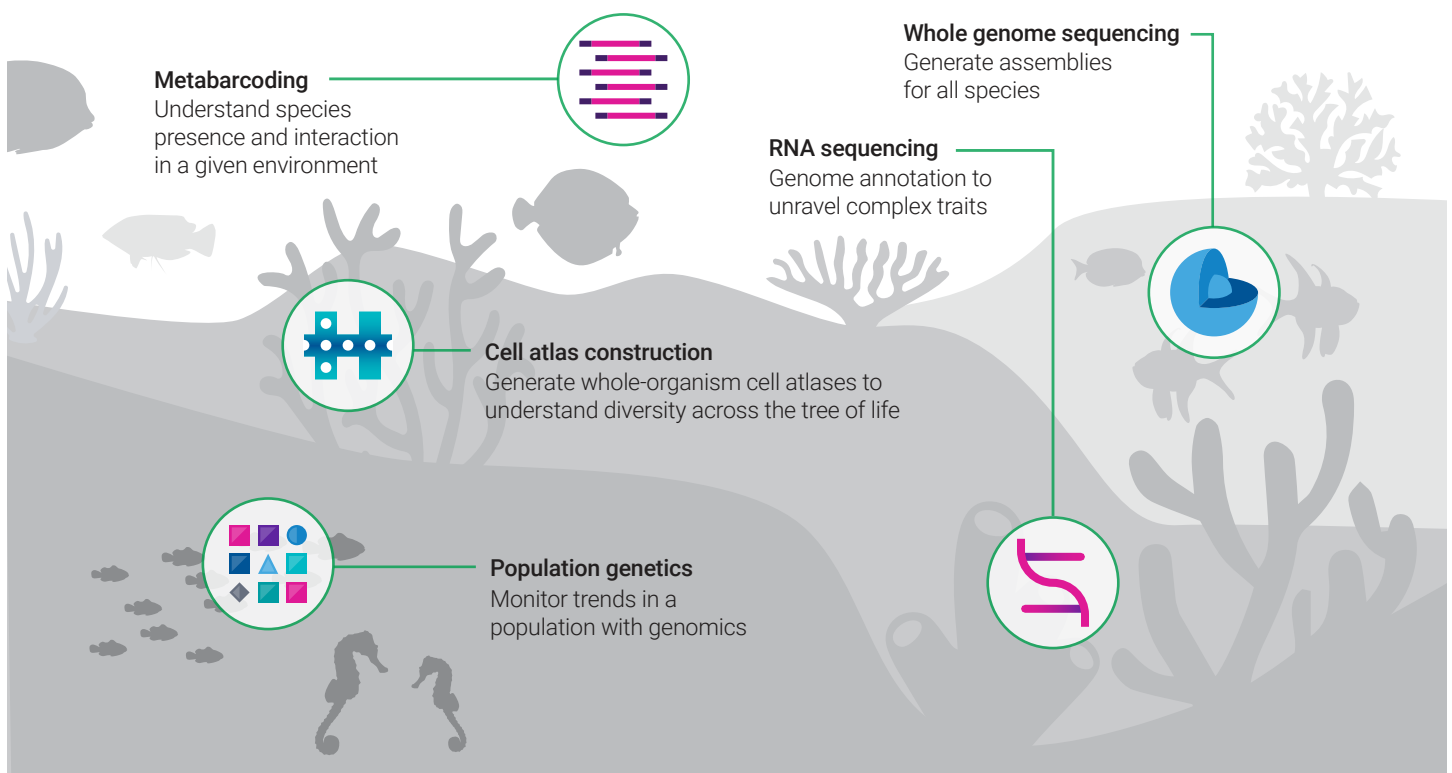 Metabarcoding
Understand species
presence and interaction
in a given environment
Whole genome sequencing
Generate assemblies
for all species
RNA sequencing
Genome annotation to
unravel complex traits
Cell atlas construction
Generate whole-organism cell atlases to
understand diversity across the tree of life
Population genetics
Monitor trends in a
population with genomics